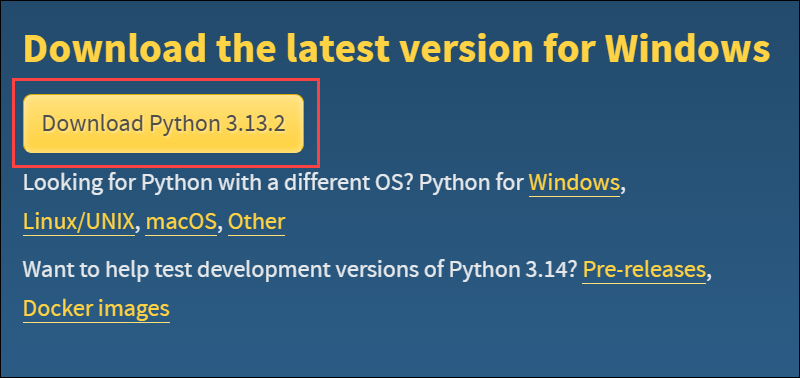 Download the latest version for Windows
Download Python 3.13.2
Looking for Python with a different OS? Python for Windows,
Linux/UNIX, macOS, Other
Want to help test development versions of Python 3.14? Pre-releases,
Docker images